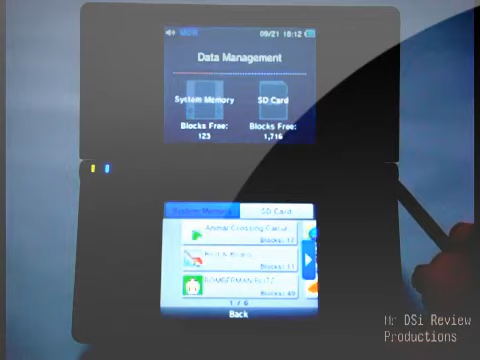 09/21 18:12
Data Management
System Memory SD Card
Blocks Free: Blocks Free:
123 1,716
System Memory SD Card
Animal Crossing
Blocks: 17
Blocks: 11
BOMBERMAN BLITZ
Blocks: 49
1 / 6
Back
Mr DSi Review
Productions